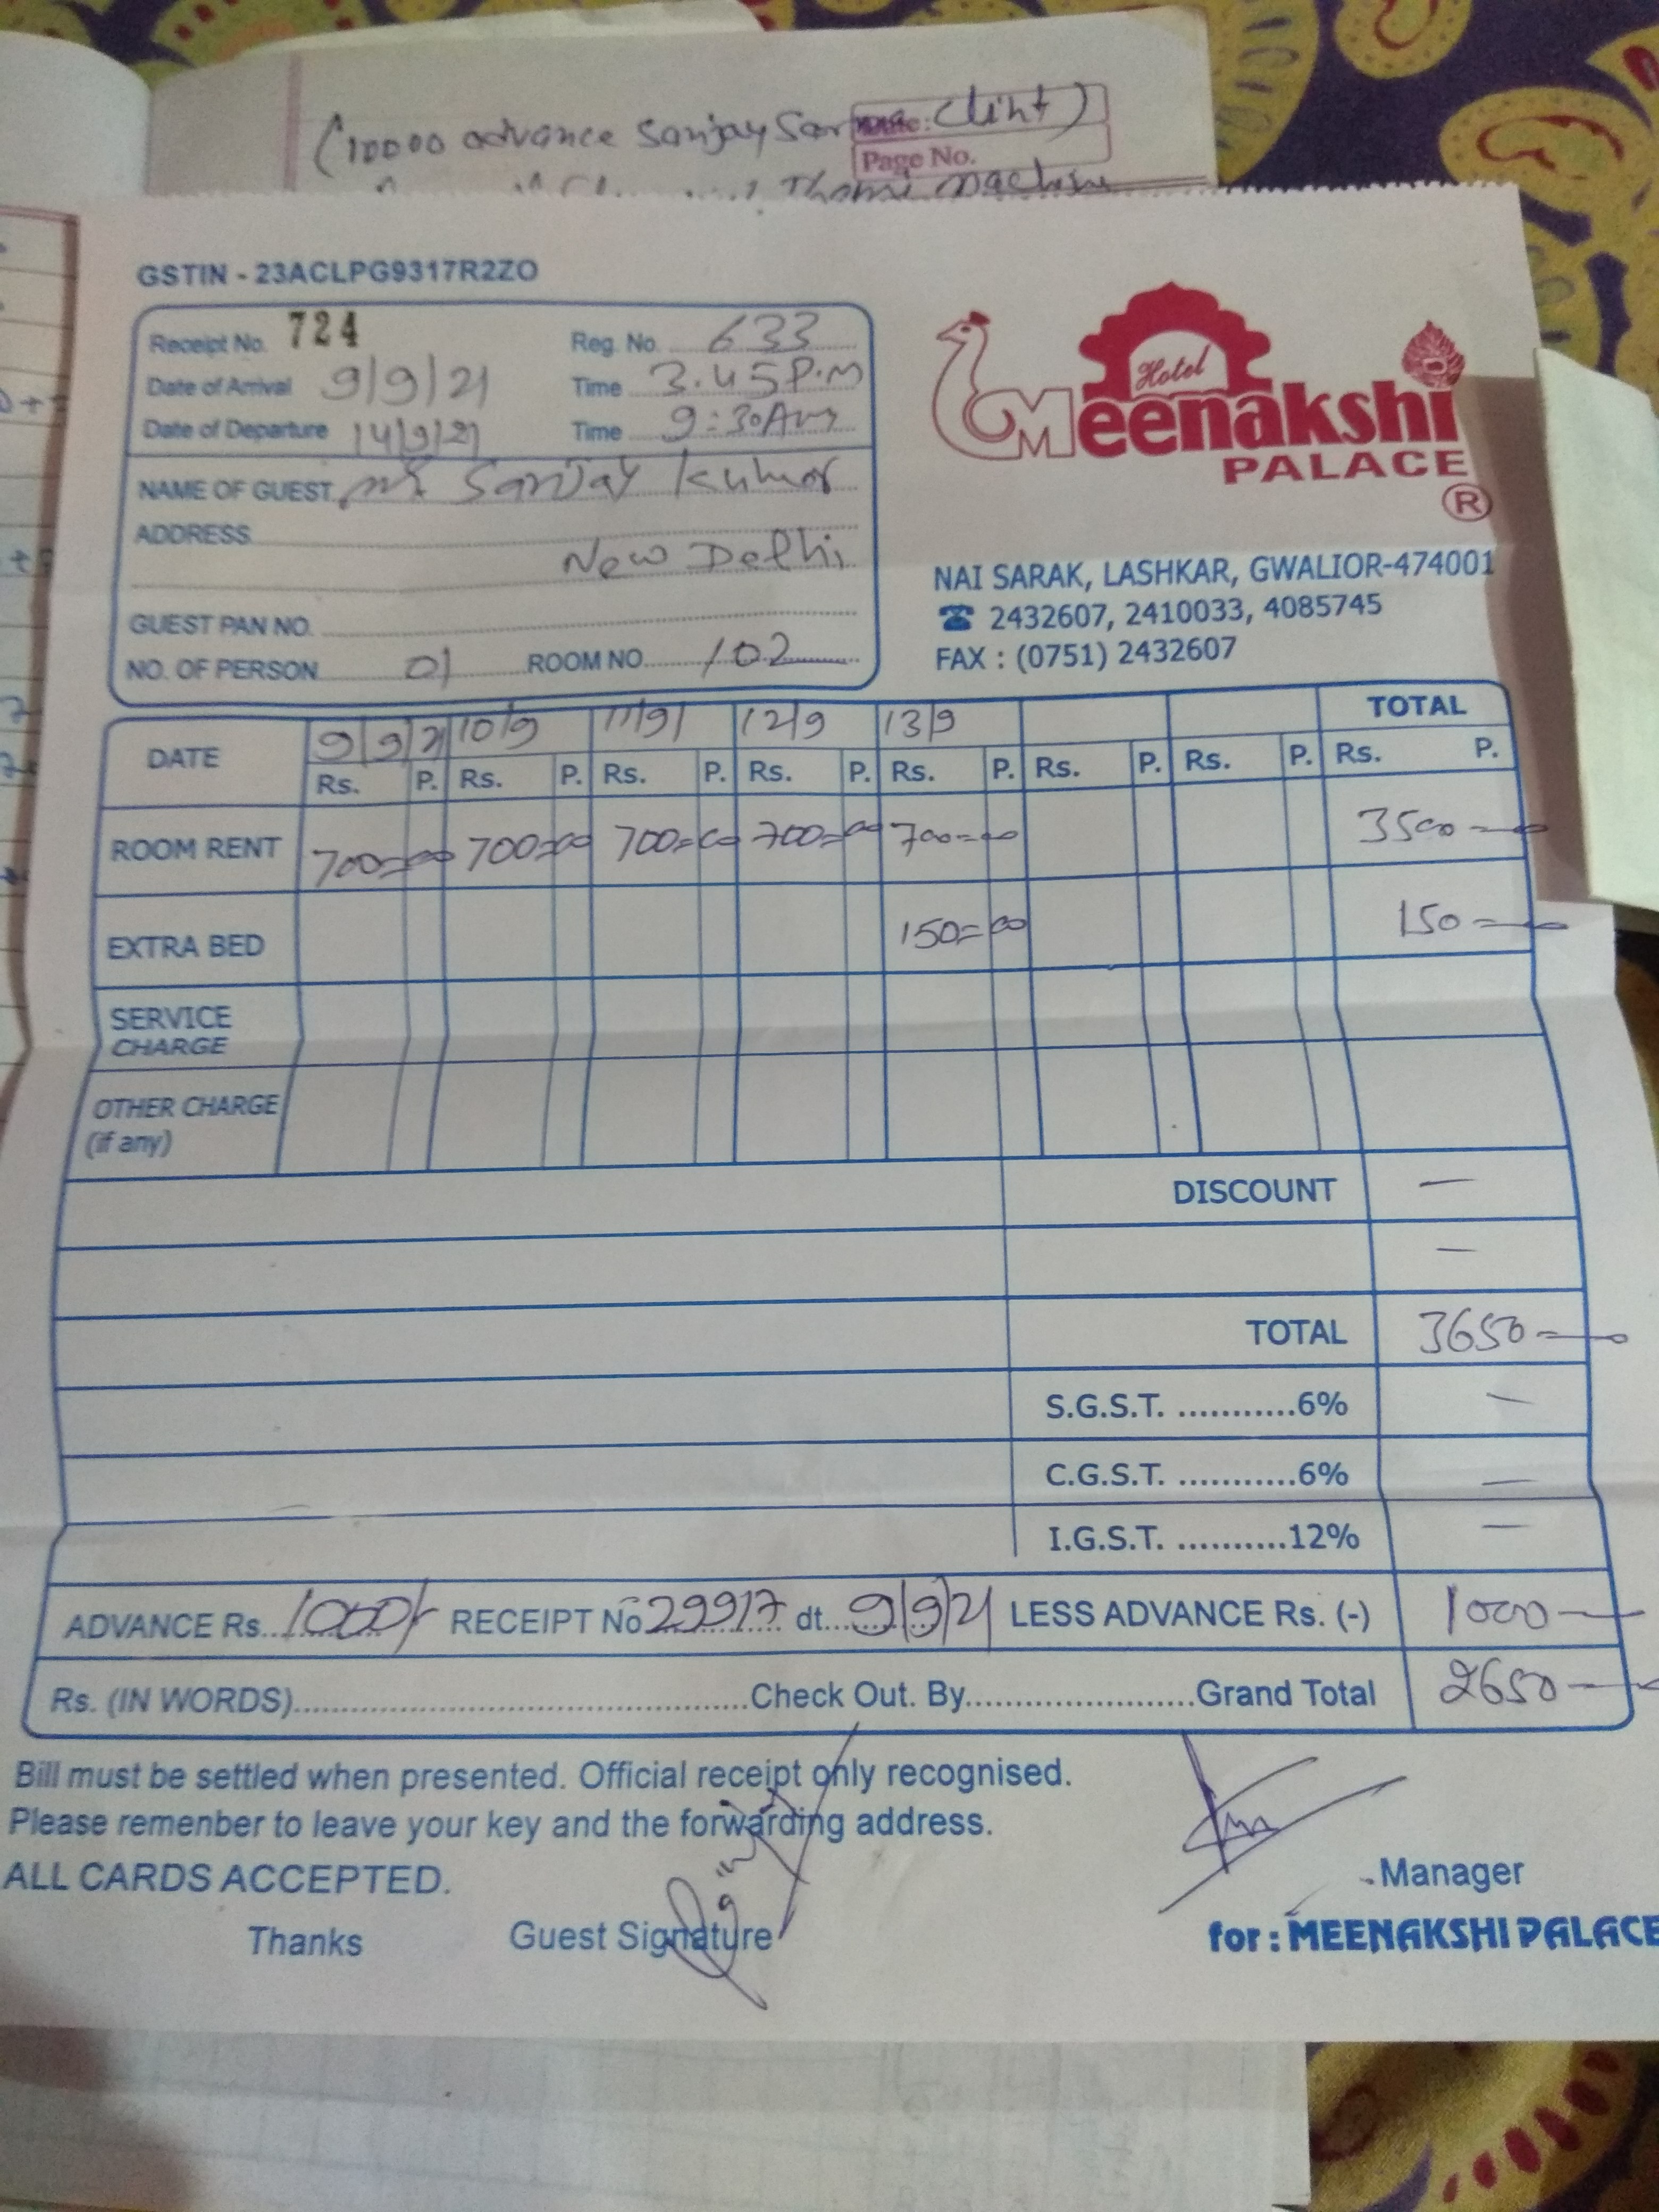 (10000 advance Sanjay Sarma (Clint)
Page No.
Machine
GSTIN - 23ACLPG9317R2ZO
Receipt No. 724 Reg. No. 633
Date of Arrival 9/9/21 Time 3.45 P.M
Date of Departure 14/9/21 Time 9:30 Am
NAME OF GUEST Mr Sanjay Kumar
ADDRESS
New Delhi
GUEST PAN NO.
NO. OF PERSON 01 ROOM NO. 102
Hotel
Meenakshi
PALACE
®
NAI SARAK, LASHKAR, GWALIOR-474001
☎ 2432607, 2410033, 4085745
FAX : (0751) 2432607
DATE 9/9/21 10/9 11/9/ 12/9 13/9 TOTAL
Rs. P. Rs. P. Rs. P. Rs. P. Rs. P. Rs. P. Rs. P. Rs. P.
ROOM RENT 700=00 700=00 700=00 700=00 700=00 3500=00
EXTRA BED 150=00 150=00
SERVICE
CHARGE
OTHER CHARGE
(if any)
DISCOUNT —
—
TOTAL 3650=00
S.G.S.T. ...........6% —
C.G.S.T. ...........6% —
I.G.S.T. ..........12% —
ADVANCE Rs. 1000/- RECEIPT No 29917 dt. 9/9/21 LESS ADVANCE Rs. (-) 1000—
Rs. (IN WORDS)..........Check Out. By..........Grand Total 2650—
Bill must be settled when presented. Official receipt only recognised.
Please remenber to leave your key and the forwarding address.
ALL CARDS ACCEPTED.
Manager
Thanks Guest Signature for : MEENAKSHI PALACE